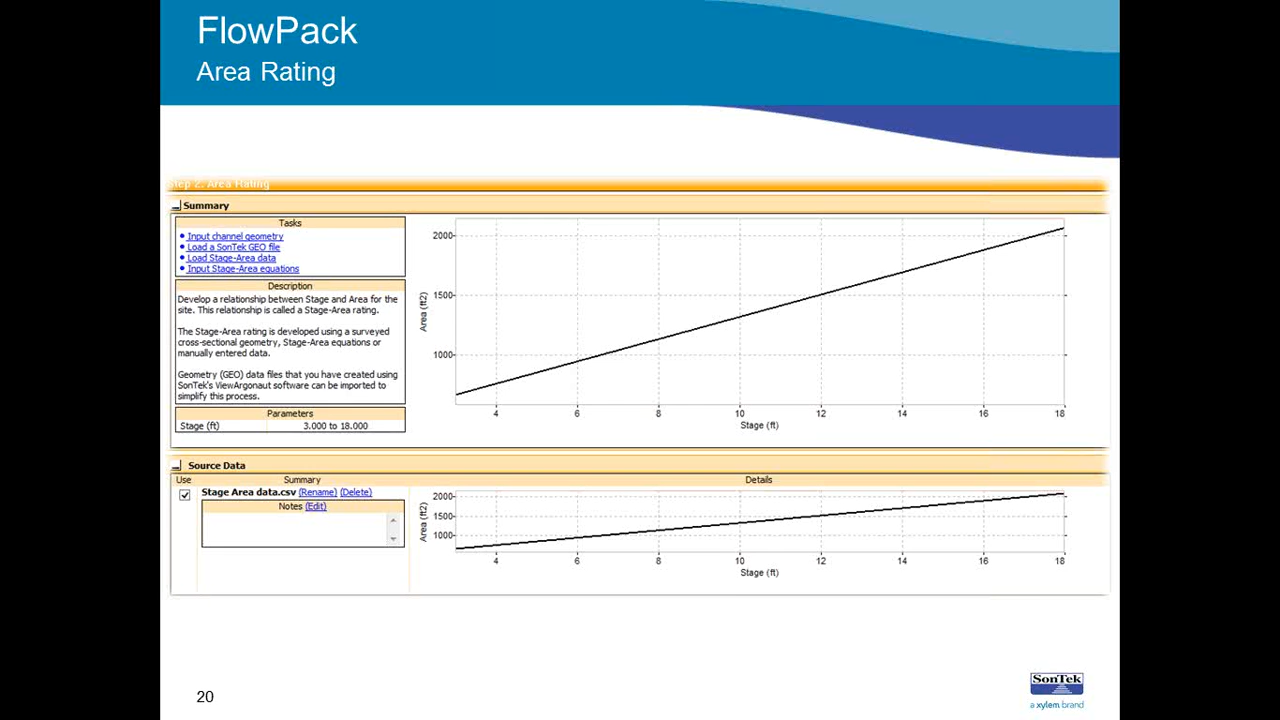 FlowPack
Area Rating
Step 2. Area Rating
Summary
Tasks
Input channel geometry
Load a SonTek GEO file
Load Stage-Area data
Input Stage-Area equations
Description
Develop a relationship between Stage and Area for the
site. This relationship is called a Stage-Area rating.
The Stage-Area rating is developed using a surveyed
cross-sectional geometry, Stage-Area equations or
manually entered data.
Geometry (GEO) data files that you have created using
SonTek's ViewArgonaut software can be imported to
simplify this process.
Parameters
Stage (ft) 3.000 to 18.000
Area (ft2)
2000
1500
1000
4 6 8 10 12 14 16 18
Stage (ft)
Source Data
Use Summary Details
Stage Area data.csv (Rename) (Delete)
Notes (Edit)
Area (ft2)
2000
1500
1000
4 6 8 10 12 14 16 18
Stage (ft)
20
SonTek
a xylem brand